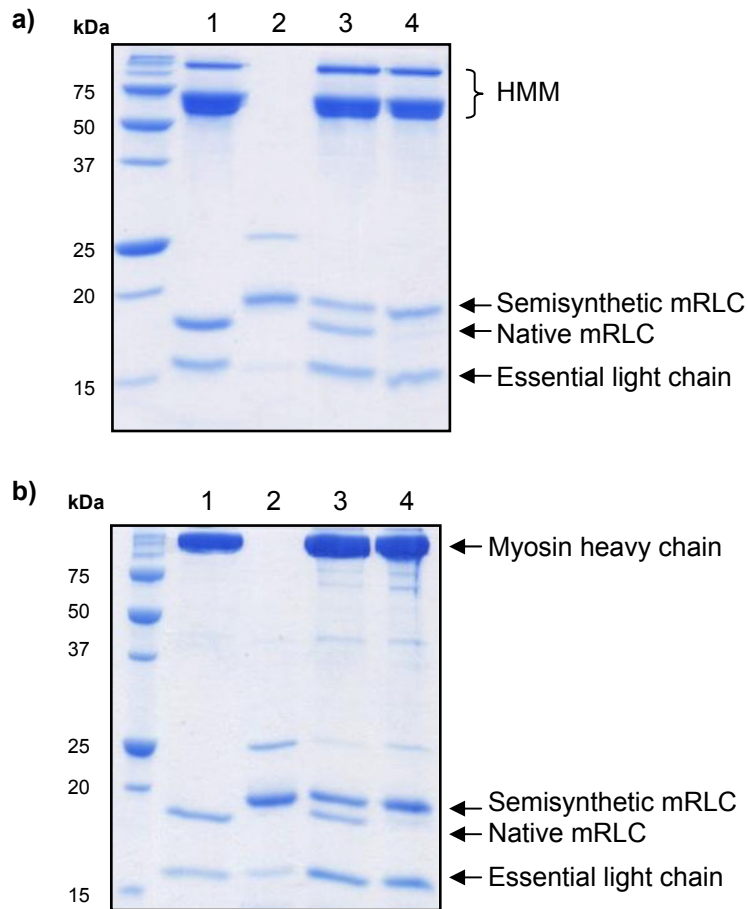 a)
kDa 1 2 3 4
75
50
37
25
20
15
HMM
Semisynthetic mRLC
Native mRLC
Essential light chain
b)
kDa 1 2 3 4
75
50
37
25
20
15
Myosin heavy chain
Semisynthetic mRLC
Native mRLC
Essential light chain